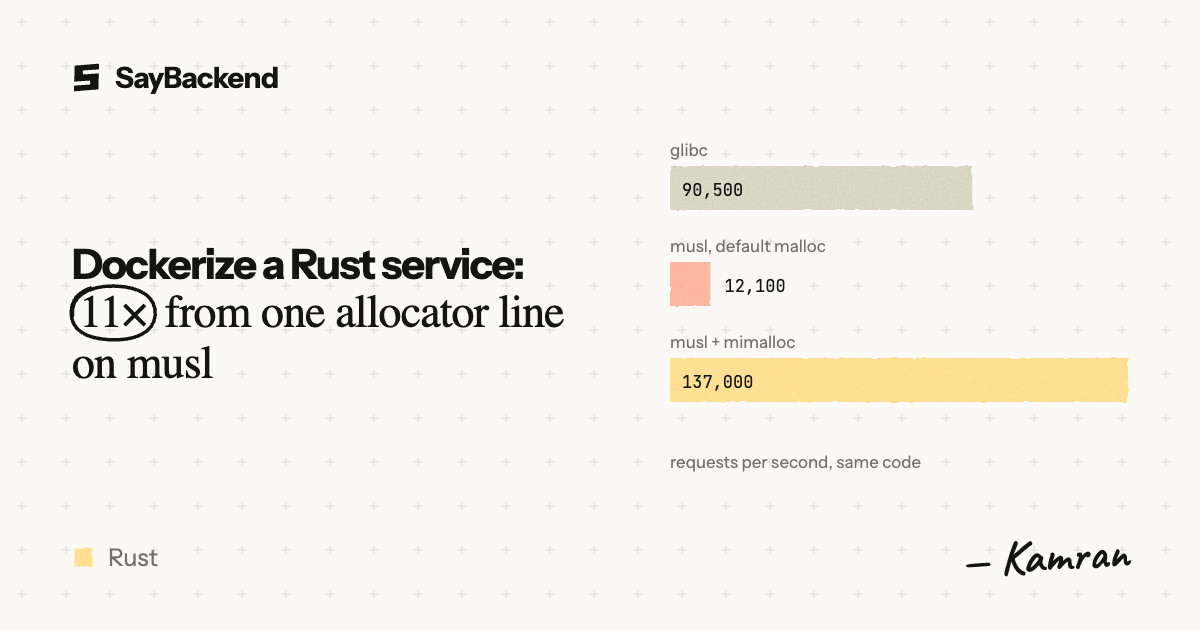 SayBackend
Dockerize a Rust service:
11× from one allocator line
on musl
glibc
90,500
musl, default malloc
12,100
musl + mimalloc
137,000
requests per second, same code
Rust
– Kamran